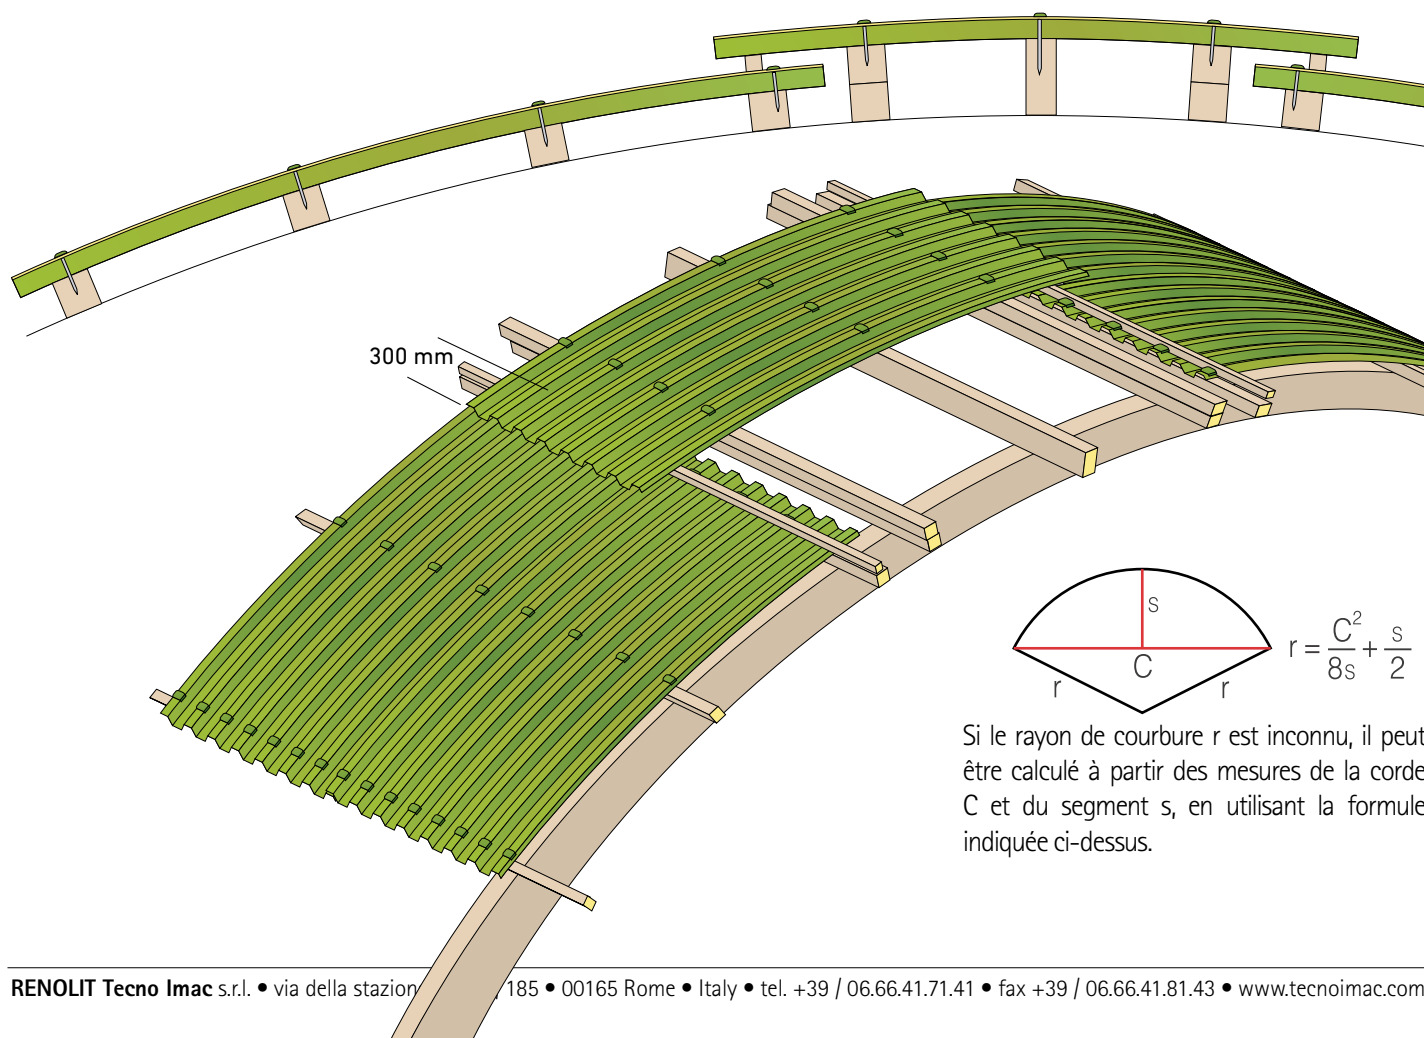 300 mm
s
C
r
r
r = C²/8s + s/2
Si le rayon de courbure r est inconnu, il peut
être calculé à partir des mesures de la corde
C et du segment s, en utilisant la formule
indiquée ci-dessus.
RENOLIT Tecno Imac s.r.l. • via della stazion , 185 • 00165 Rome • Italy • tel. +39 / 06.66.41.71.41 • fax +39 / 06.66.41.81.43 • www.tecnoimac.com